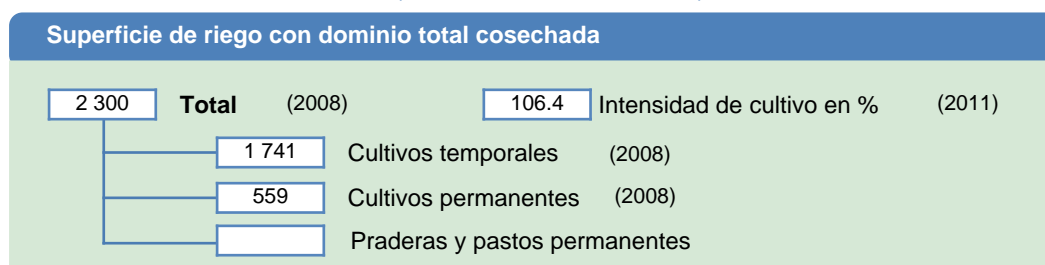 Superficie de riego con dominio total cosechada
2 300 Total (2008) 106.4 Intensidad de cultivo en % (2011)
1 741 Cultivos temporales (2008)
559 Cultivos permanentes (2008)
Praderas y pastos permanentes